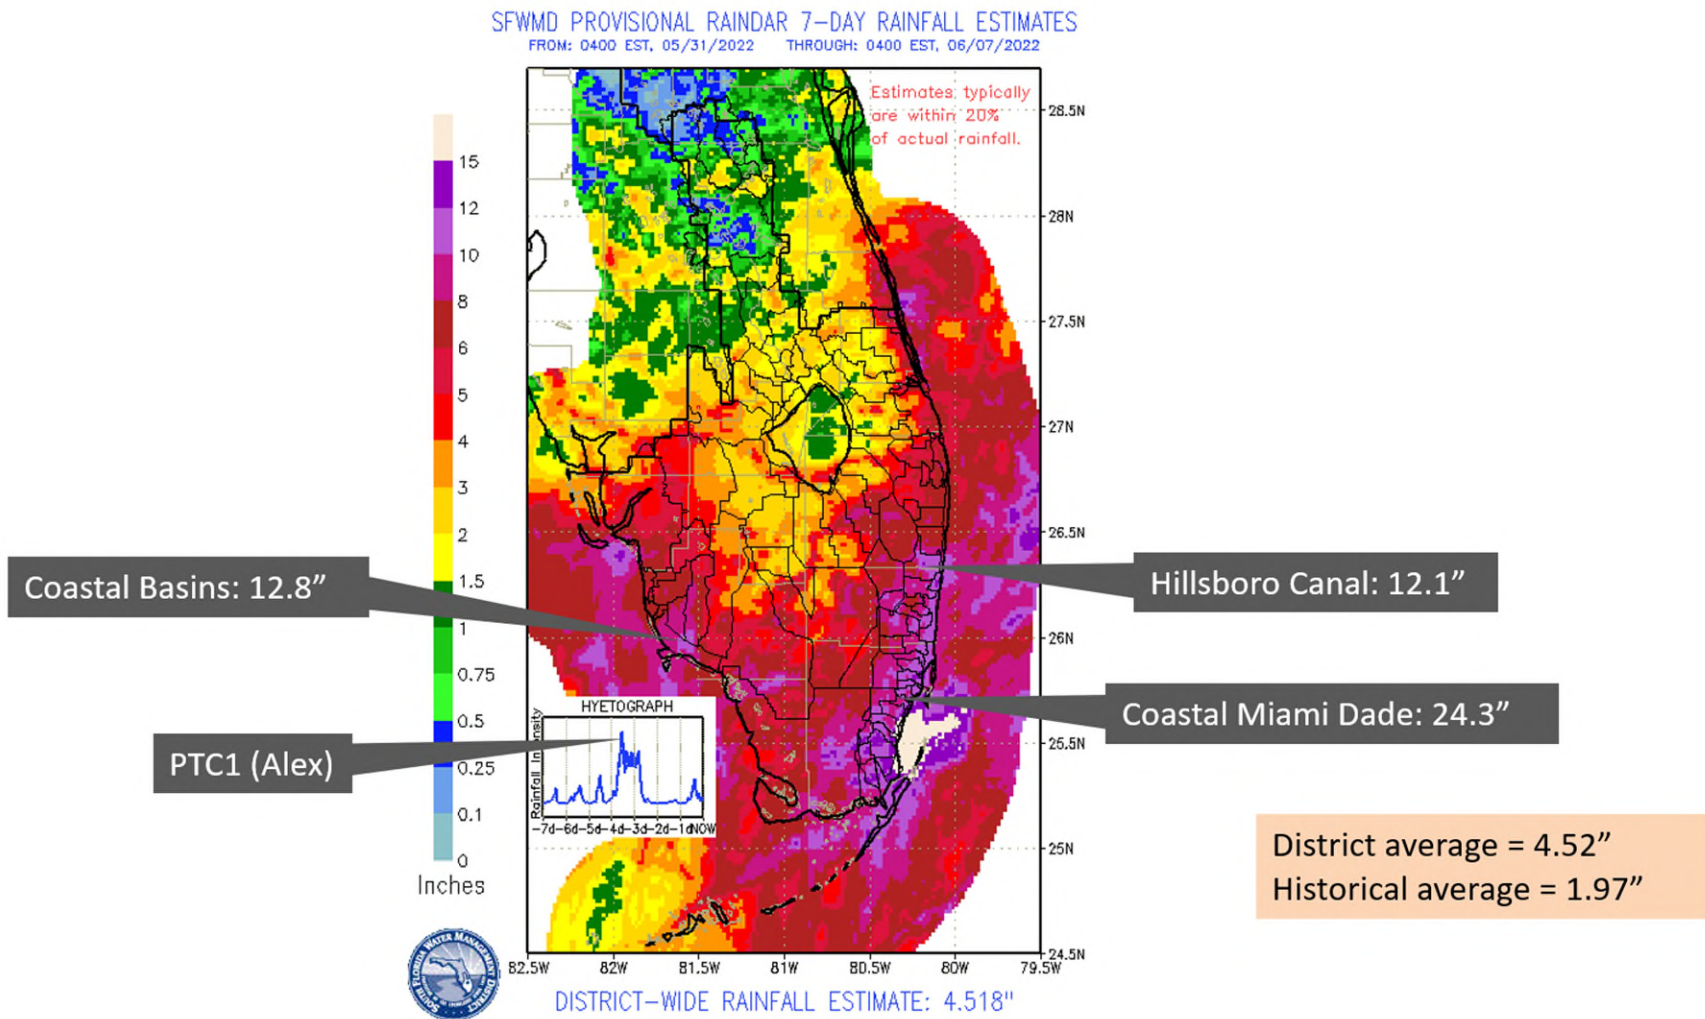 SFWMD PROVISIONAL RAINDAR 7-DAY RAINFALL ESTIMATES
FROM: 0400 EST, 05/31/2022 THROUGH: 0400 EST, 06/07/2022
Estimates typically
are within 20%
of actual rainfall.
15
12
10
8
6
5
4
3
2
1.5
1
0.75
0.5
0.25
0.1
0
Inches
28.5N
28N
27.5N
27N
26.5N
26N
25.5N
25N
24.5N
Coastal Basins: 12.8”
Hillsboro Canal: 12.1”
Coastal Miami Dade: 24.3”
PTC1 (Alex)
HYETOGRAPH
Rainfall Intensity
-7d-6d-5d-4d-3d-2d-1dNOW
District average = 4.52”
Historical average = 1.97”
82.5W 82W 81.5W 81W 80.5W 80W 79.5W
SOUTH FLORIDA WATER MANAGEMENT DISTRICT
DISTRICT-WIDE RAINFALL ESTIMATE: 4.518"